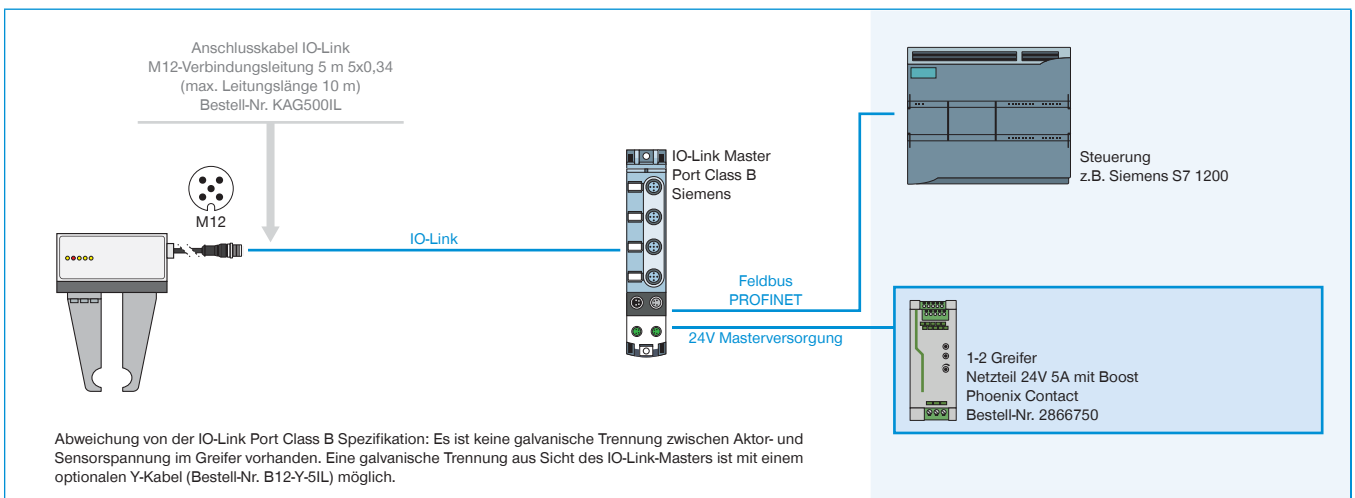 Anschlusskabel IO-Link
M12-Verbindungsleitung 5 m 5x0,34
(max. Leitungslänge 10 m)
Bestell-Nr. KAG500IL
M12
IO-Link
IO-Link Master
Port Class B
Siemens
Steuerung
z.B. Siemens S7 1200
Feldbus
PROFINET
24V Masterversorgung
1-2 Greifer
Netzteil 24V 5A mit Boost
Phoenix Contact
Bestell-Nr. 2866750
Abweichung von der IO-Link Port Class B Spezifikation: Es ist keine galvanische Trennung zwischen Aktor- und
Sensorspannung im Greifer vorhanden. Eine galvanische Trennung aus Sicht des IO-Link-Masters ist mit einem
optionalen Y-Kabel (Bestell-Nr. B12-Y-5IL) möglich.